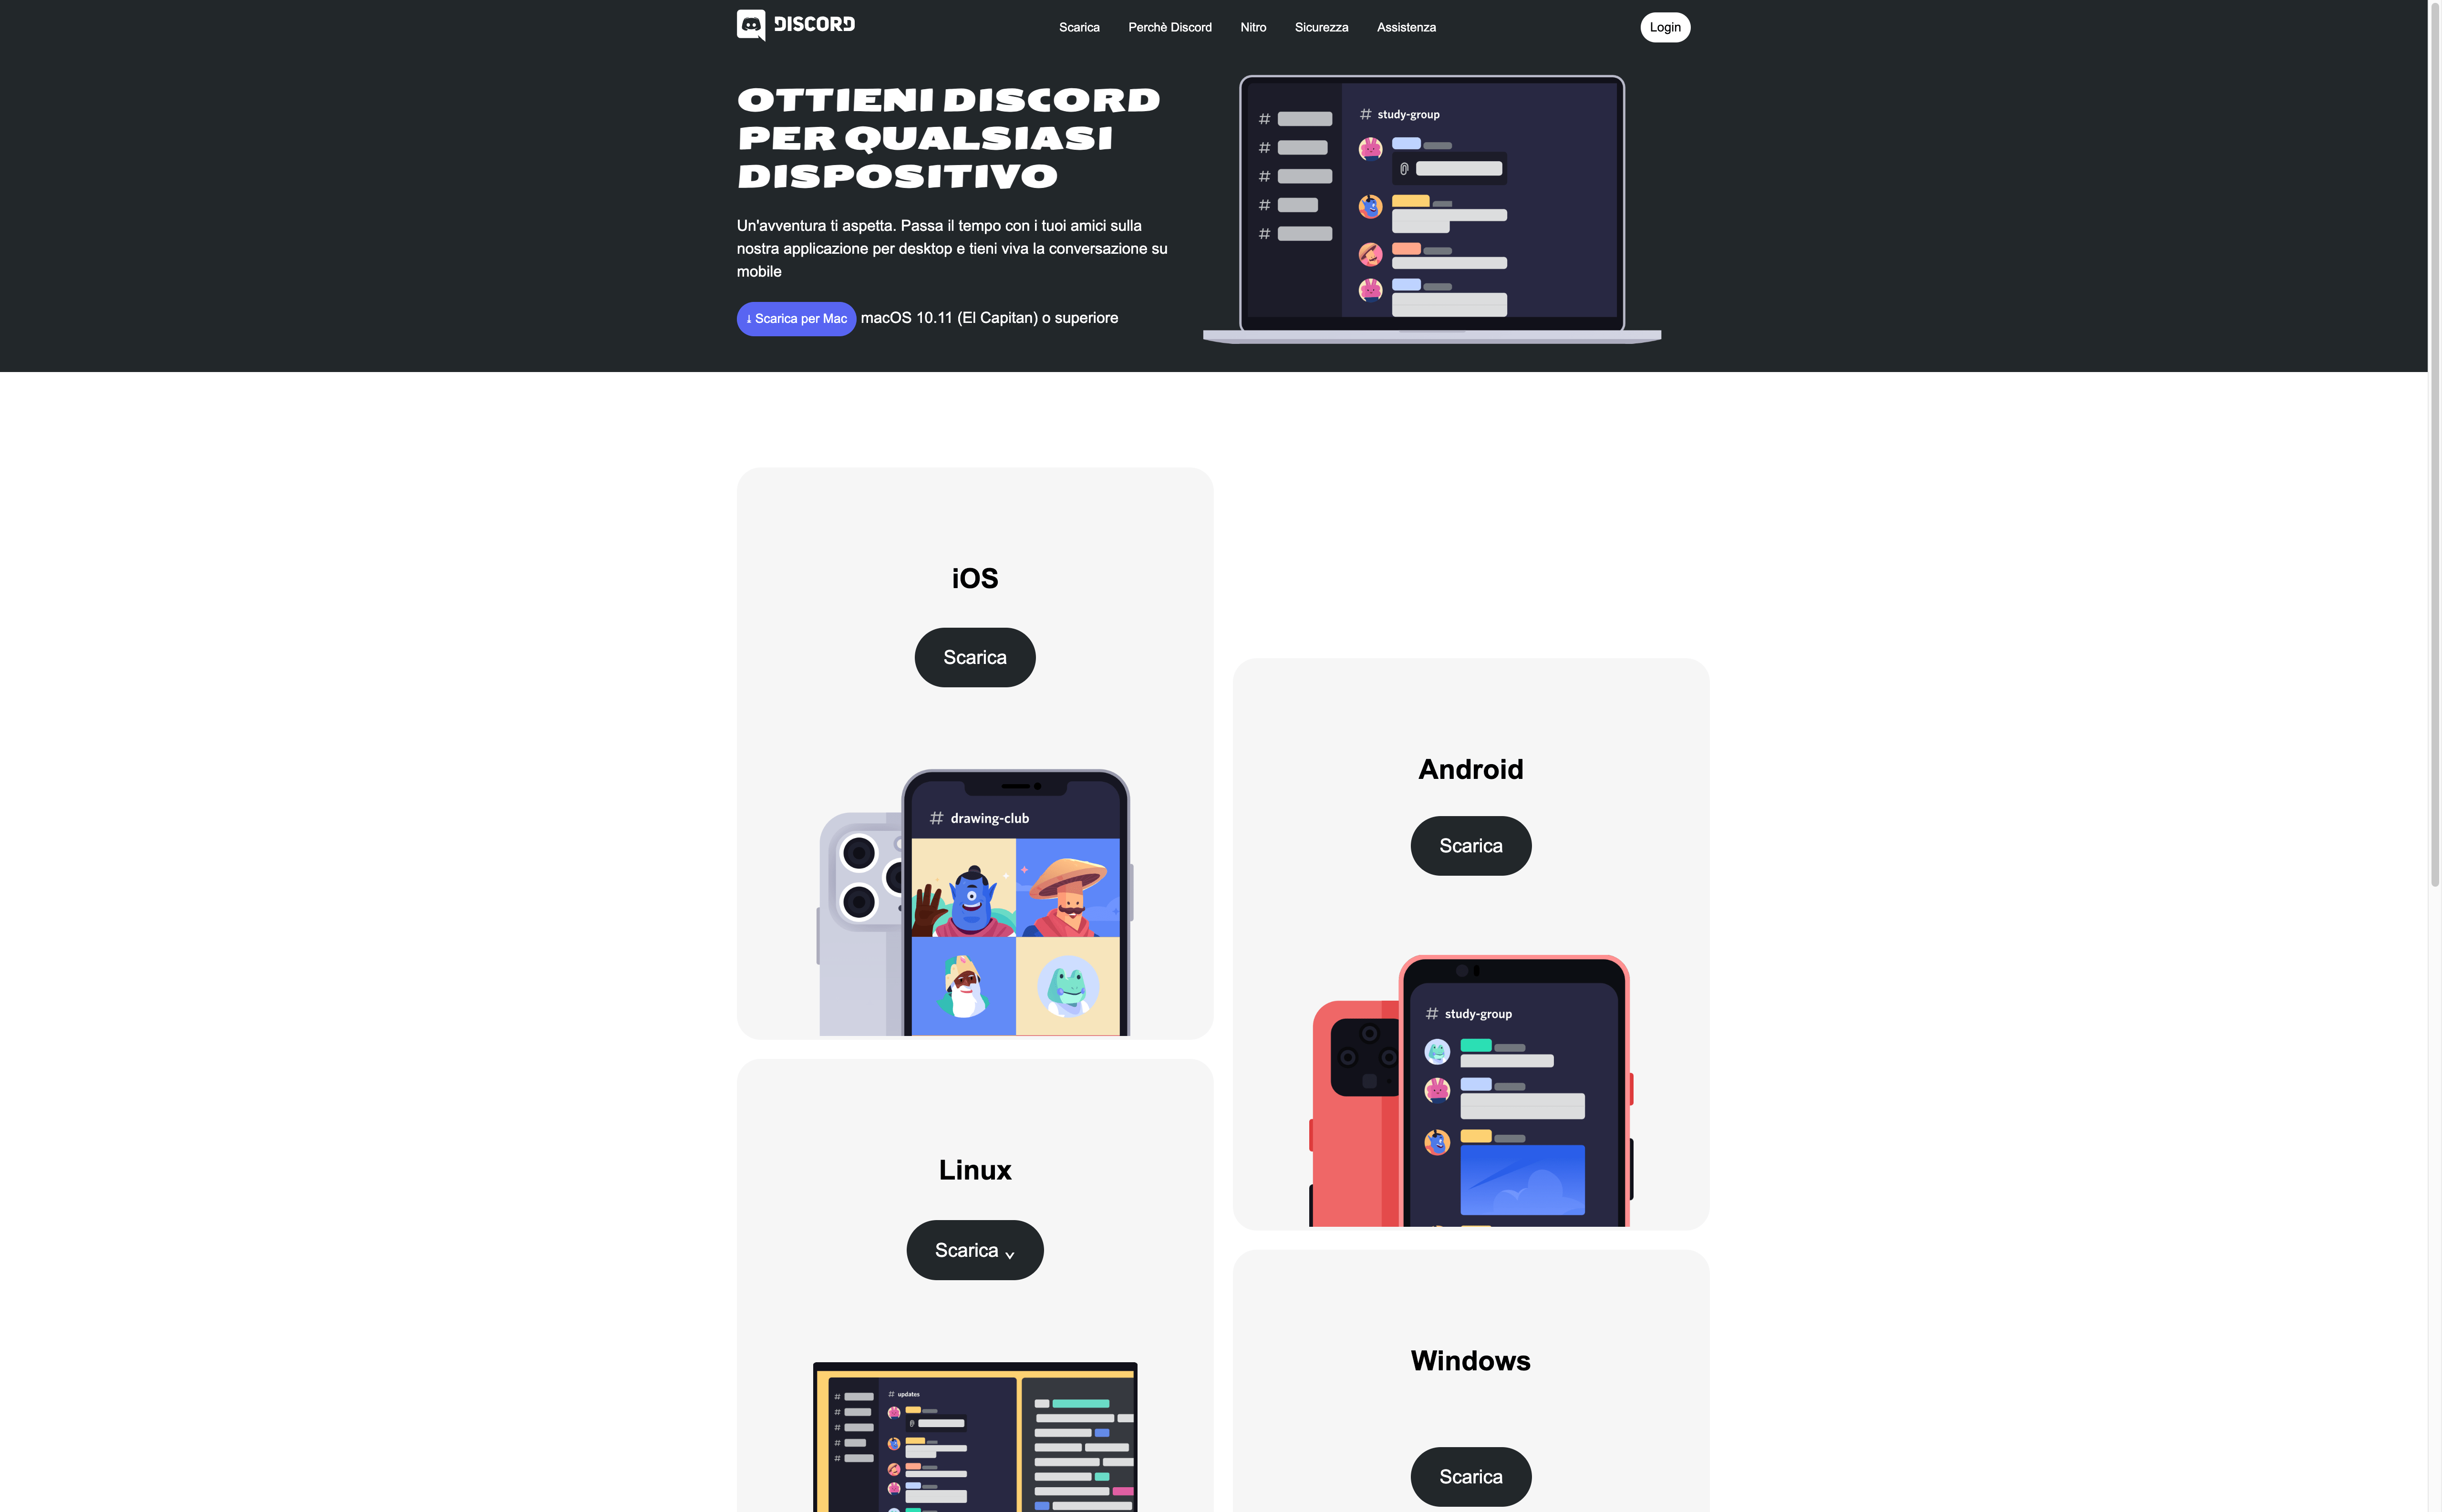 DISCORD
Scarica
Perchè Discord
Nitro
Sicurezza
Assistenza
Login
OTTIENI DISCORD
PER QUALSIASI
DISPOSITIVO
Un'avventura ti aspetta. Passa il tempo con i tuoi amici sulla
nostra applicazione per desktop e tieni viva la conversazione su
mobile
Scarica per Mac
macOS 10.11 (El Capitan) o superiore
# study-group
#
#
#
#
#
iOS
Scarica
# drawing-club
Android
Scarica
# study-group
Linux
Scarica
# updates
#
#
#
#
#
Windows
Scarica